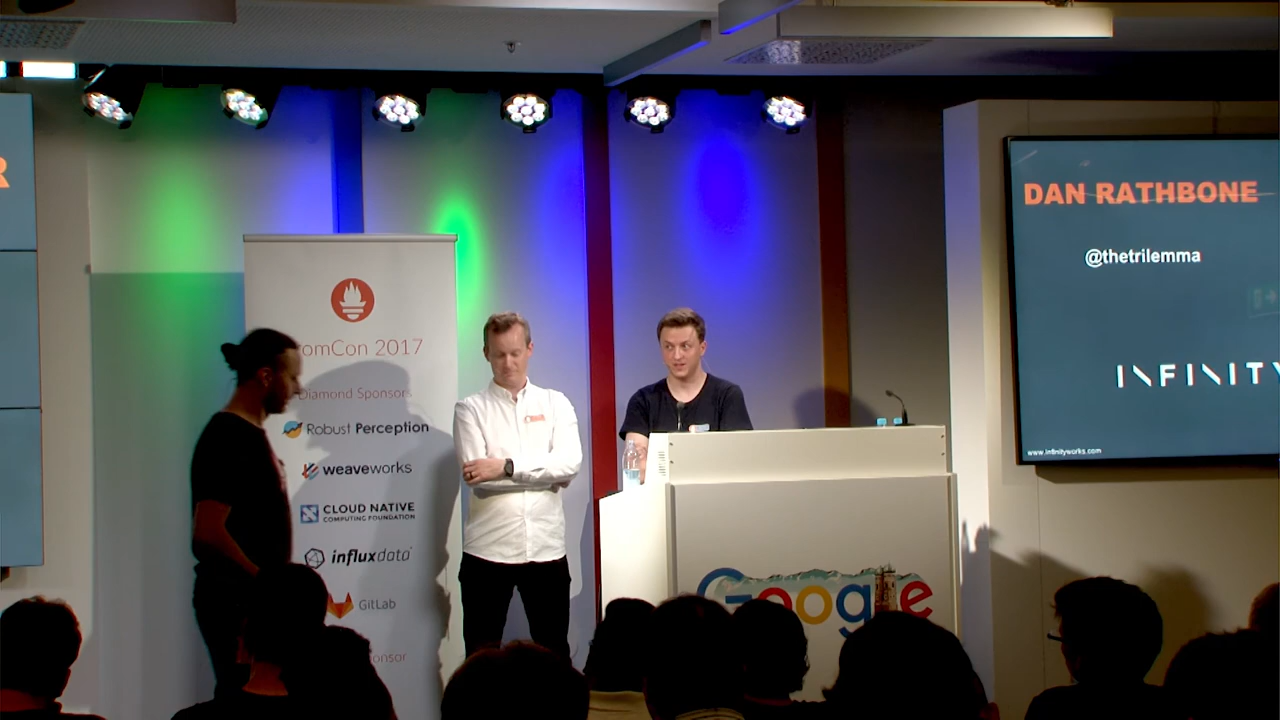 R
omCon 2017
Diamond Sponsors
Robust Perception
weaveworks
CLOUD NATIVE
COMPUTING FOUNDATION
influxdata
GitLab
onsor
Google
DAN RATHBONE
@thetrilemma
INFINITY
www.infinityworks.com